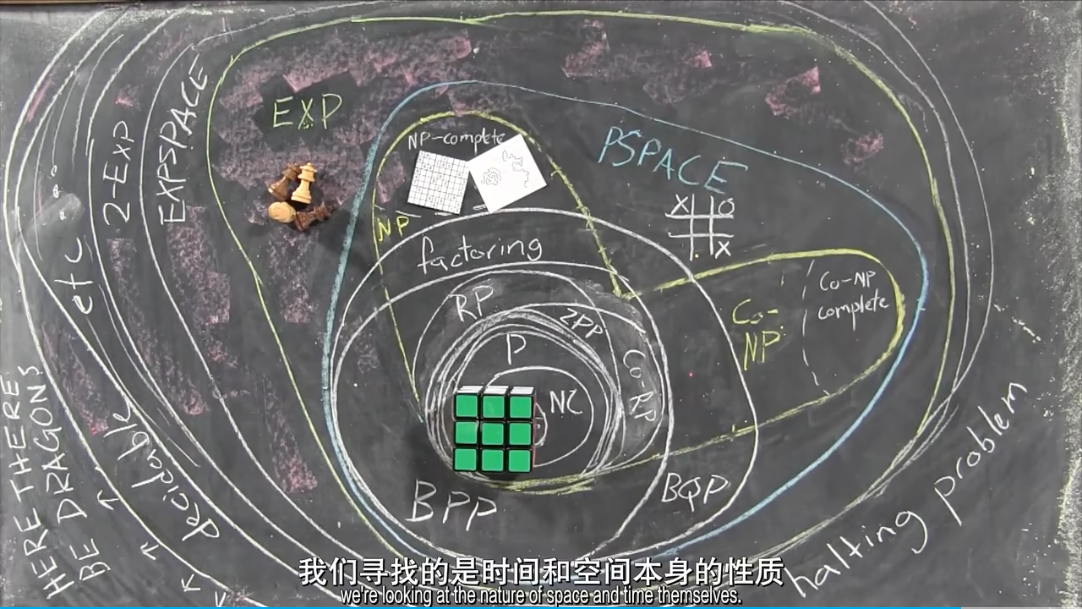 EXP
NP-complete
PSPACE
X O
X
NP
factoring
RP
ZPP
P
NC
Co-RP
Co-
NP
Co-NP
complete
BPP
BQP
EXPSPACE
2-EXP
etc
decidable
HERE THERE
BE DRAGONS
halting problem
我们寻找的是时间和空间本身的性质
we're looking at the nature of space and time themselves.